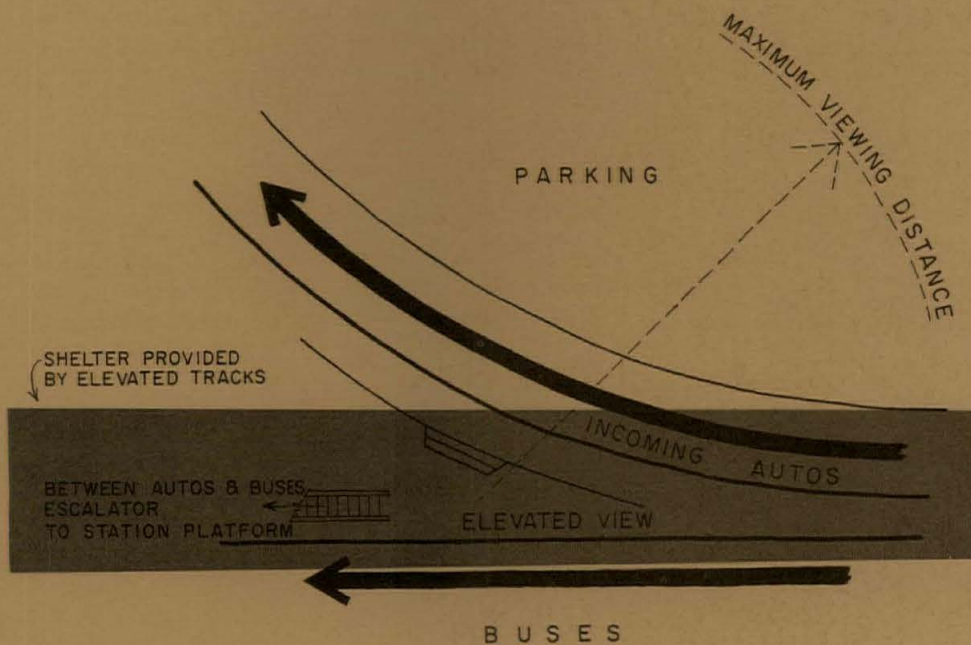 MAXIMUM VIEWING DISTANCE
PARKING
SHELTER PROVIDED
BY ELEVATED TRACKS
INCOMING AUTOS
BETWEEN AUTOS & BUSES,
ESCALATOR
TO STATION PLATFORM
ELEVATED VIEW
BUSES